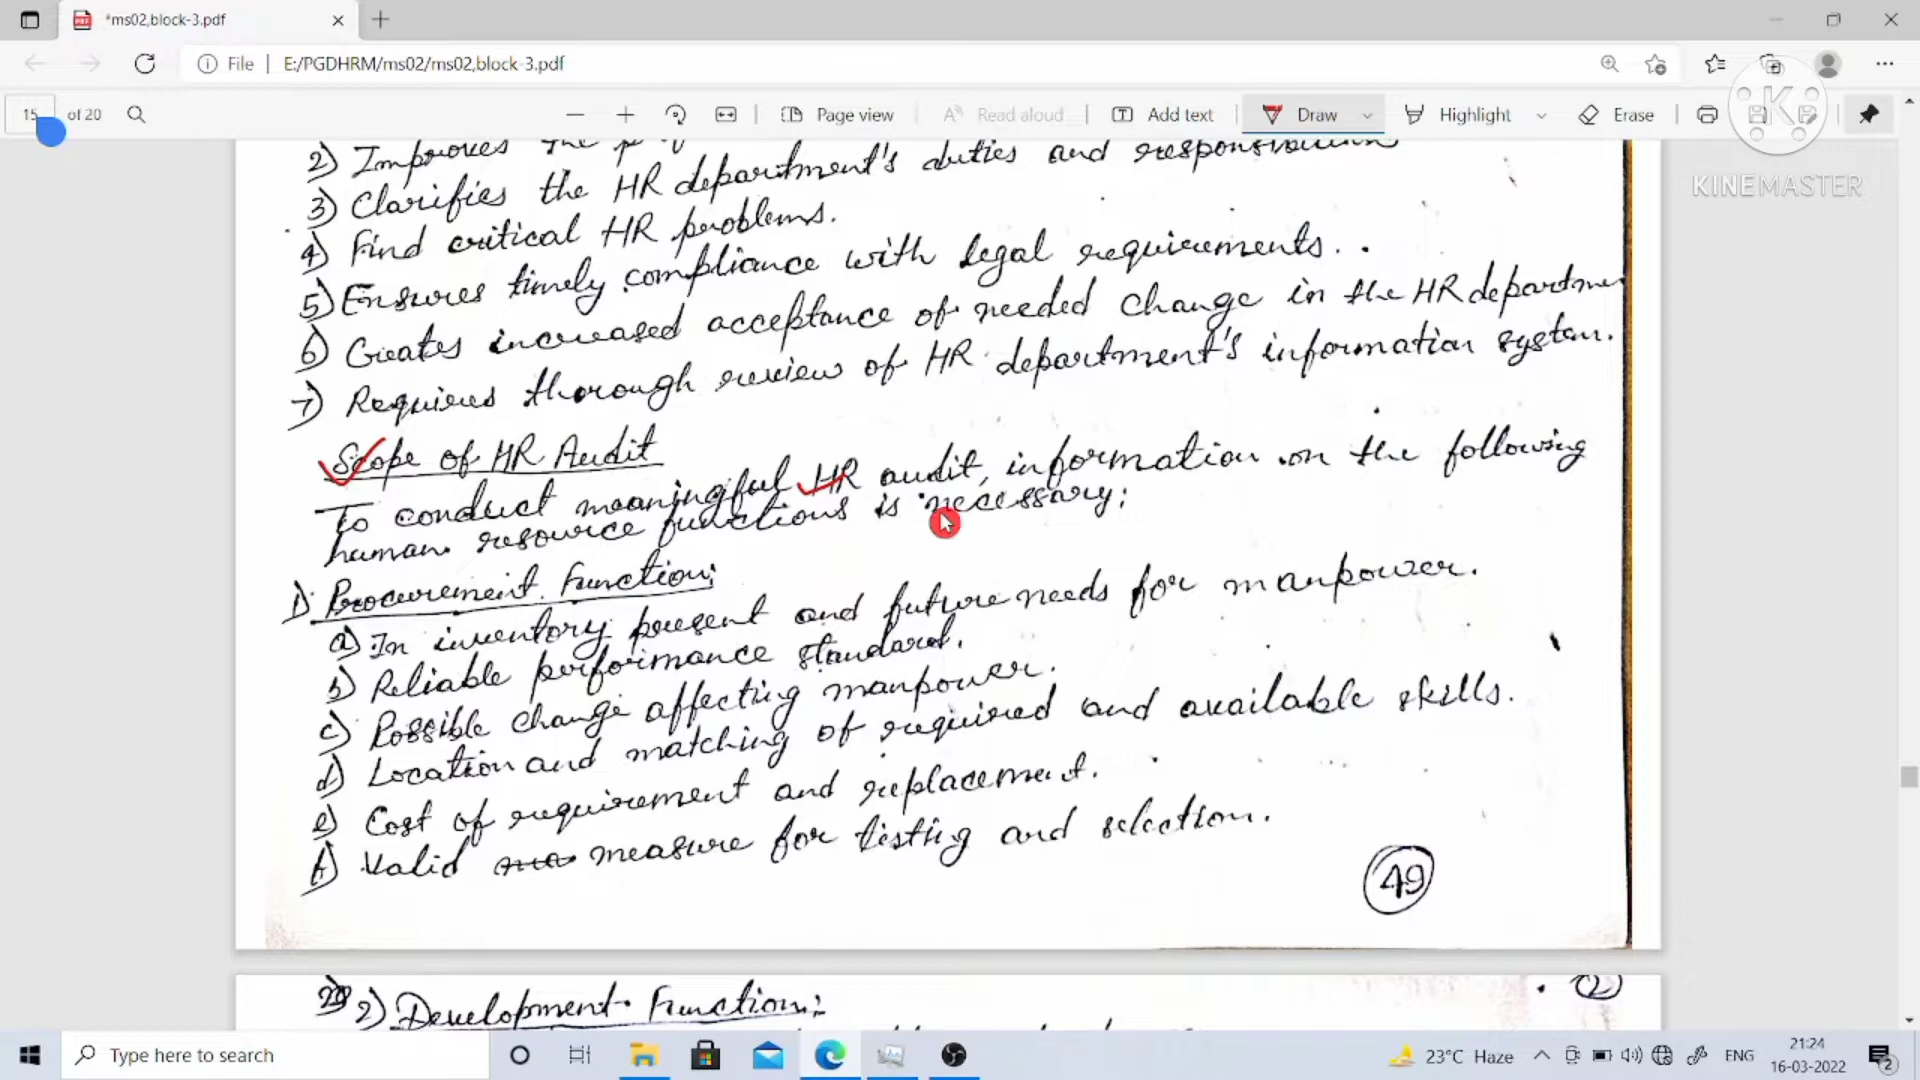 *ms02,block-3.pdf
File | E:/PGDHRM/ms02/ms02,block-3.pdf
15 of 20 Page view Read aloud Add text Draw Highlight Erase
KINEMASTER
2) Improves the
3) Clarifies the HR department's duties and
4) Find critical HR problems.
5) Ensures timely compliance with legal requirements.
6) Creates increased acceptance of needed change in the HR departmen
7) Requires thorough review of HR department's information system.
Scope of HR Audit
To conduct meaningful HR audit, information on the following
human resource functions is necessary:
1) Procurement Function:
a) In inventory present and future needs for manpower.
b) Reliable performance standard.
c) Possible change affecting manpower.
d) Location and matching of required and available skills.
e) Cost of requirement and replacement.
f) Valid measure for testing and selection.
49
2) Development Function:
Type here to search
23°C Haze ENG 21:24
16-03-2022
2